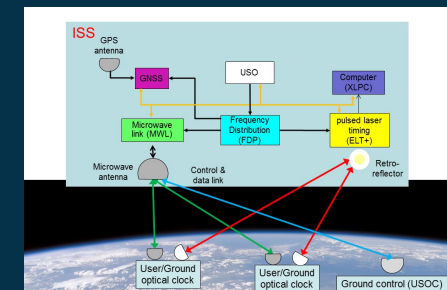 ISS
GPS
antenna
GNSS
USO
Computer
(XLPC)
Microwave
link (MWL)
Frequency
Distribution
(FDP)
pulsed laser
timing
(ELT+)
Microwave
antenna
Control &
data link
Retro-
reflector
User/Ground
optical clock
User/Ground
optical clock
Ground control (USOC)